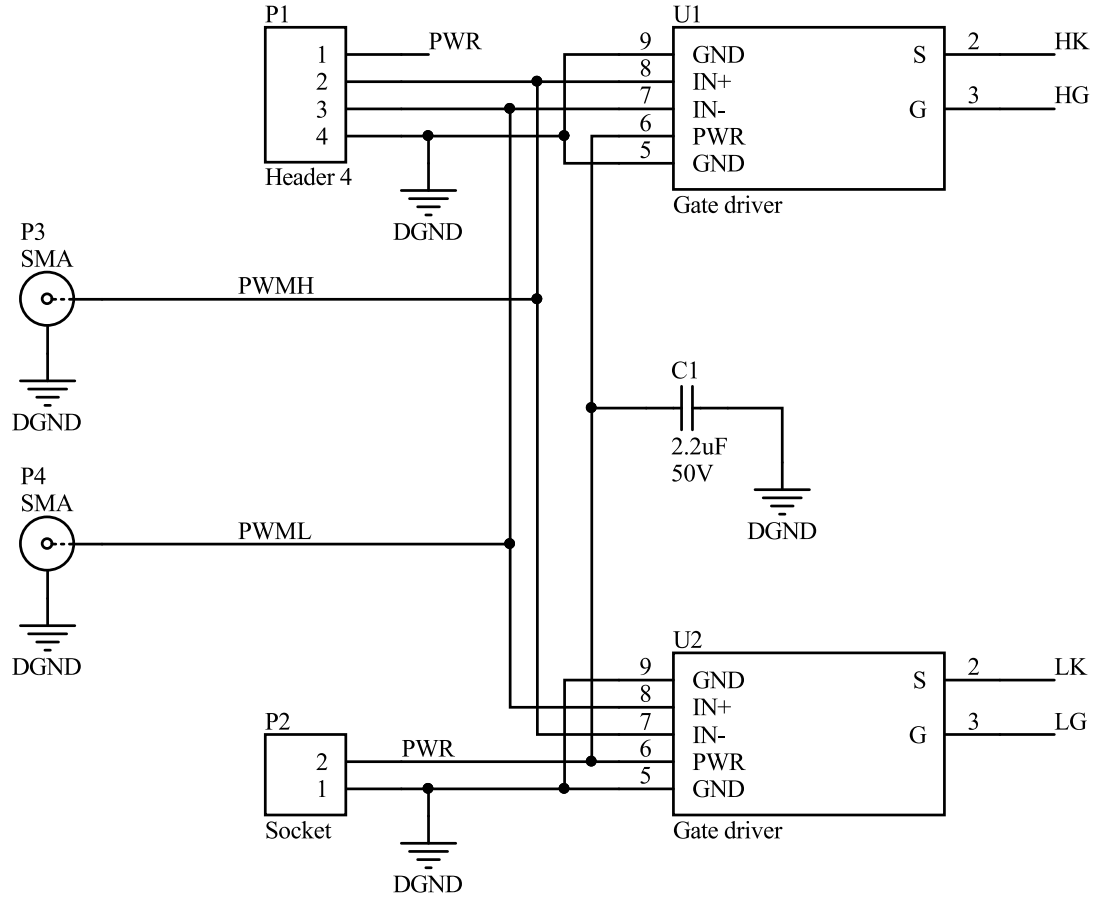 P1
1
2
3
4
Header 4
PWR
DGND
U1
9 GND
8 IN+
7 IN-
6 PWR
5 GND
S 2 HK
G 3 HG
Gate driver
P3
SMA
PWMH
DGND
C1
2.2uF
50V
DGND
P4
SMA
PWML
DGND
U2
9 GND
8 IN+
7 IN-
6 PWR
5 GND
S 2 LK
G 3 LG
Gate driver
P2
2
1
Socket
PWR
DGND